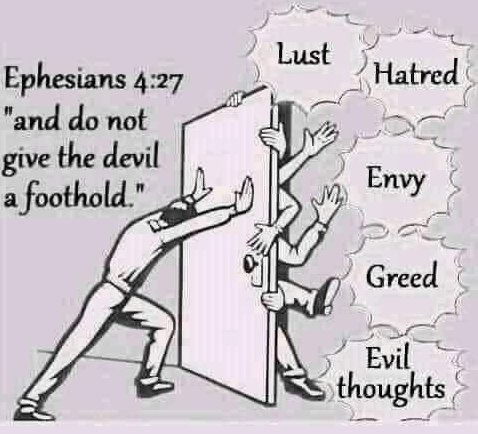 Ephesians 4:27
"and do not
give the devil
a foothold."
Lust
Hatred
Envy
Greed
Evil
thoughts